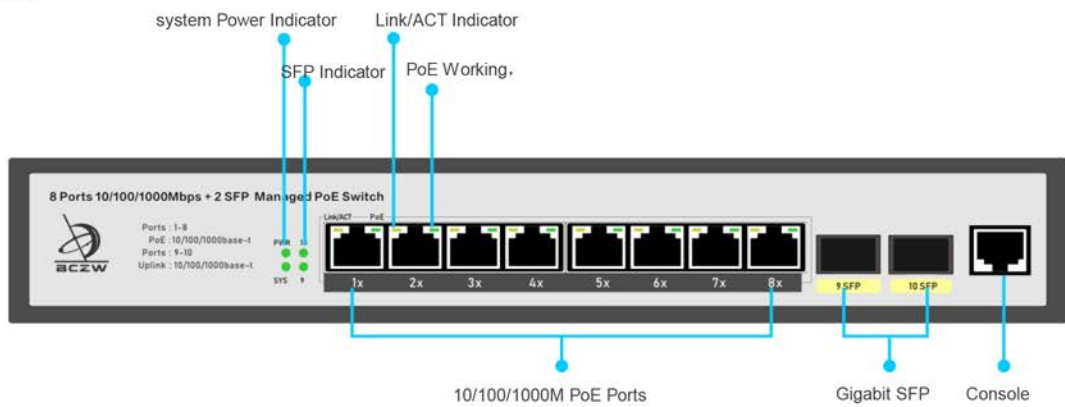 system Power Indicator
Link/ACT Indicator
SFP Indicator
PoE Working,
8 Ports 10/100/1000Mbps + 2 SFP Managed PoE Switch
BCZW
Ports : 1-8
PoE : 10/100/1000base-t
Ports : 9-10
Uplink : 10/100/1000base-t
PWR 10
SYS 9
Link/ACT PoE
1x 2x 3x 4x 5x 6x 7x 8x
9 SFP 10 SFP
10/100/1000M PoE Ports
Gigabit SFP
Console